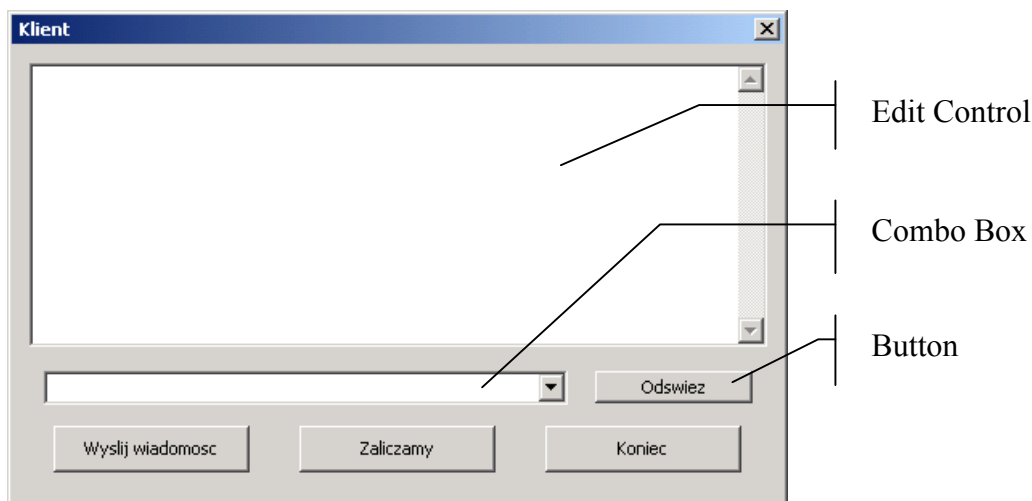 Klient
Edit Control
Combo Box
Button
Odswiez
Wyslij wiadomosc Zaliczamy Koniec